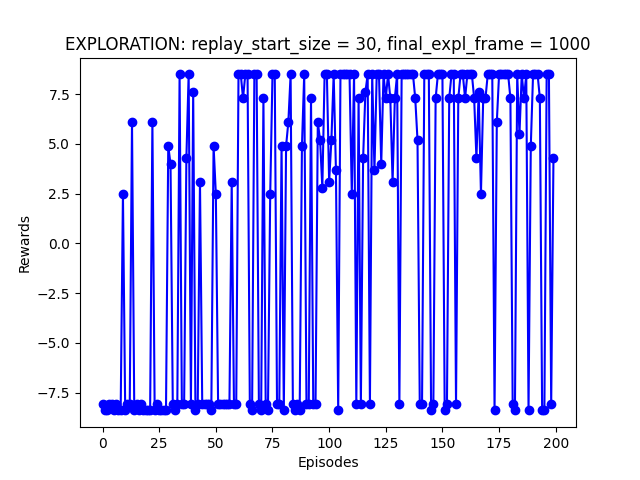 EXPLORATION: replay_start_size = 30, final_expl_frame = 1000
7.5
5.0
2.5
0.0
−2.5
−5.0
−7.5
Rewards
0 25 50 75 100 125 150 175 200
Episodes